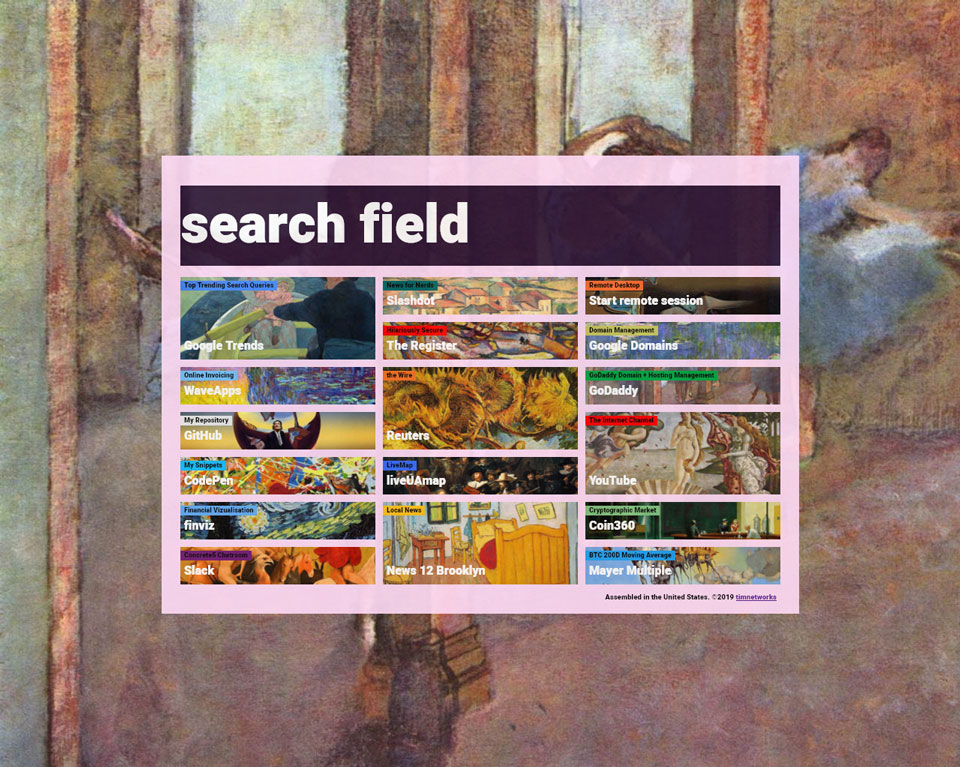 search field
Top Trending Search Queries
Google Trends
Online Invoicing
WaveApps
My Repository
GitHub
My Snippets
CodePen
Financial Vizualisation
finviz
Concrete5 Chatroom
Slack
News for Nerds
Slashdot
Hilariously Secure
The Register
the Wire
Reuters
LiveMap
liveUAmap
Local News
News 12 Brooklyn
Remote Desktop
Start remote session
Domain Management
Google Domains
GoDaddy Domain + Hosting Management
GoDaddy
The Internet Channel
YouTube
Cryptographic Market
Coin360
BTC 200D Moving Average
Mayer Multiple
Assembled in the United States. ©2019 timnetworks